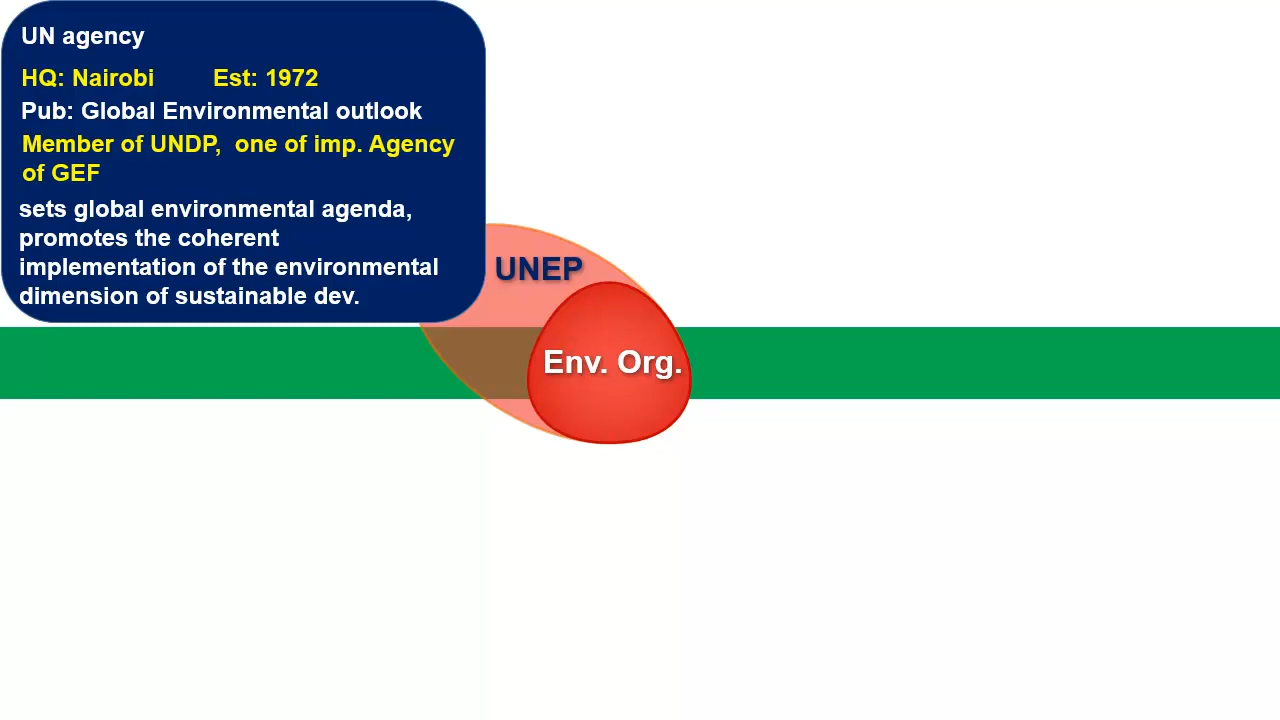 UN agency
HQ: Nairobi Est: 1972
Pub: Global Environmental outlook
Member of UNDP, one of imp. Agency
of GEF
sets global environmental agenda,
promotes the coherent
implementation of the environmental
dimension of sustainable dev.
UNEP
Env. Org.